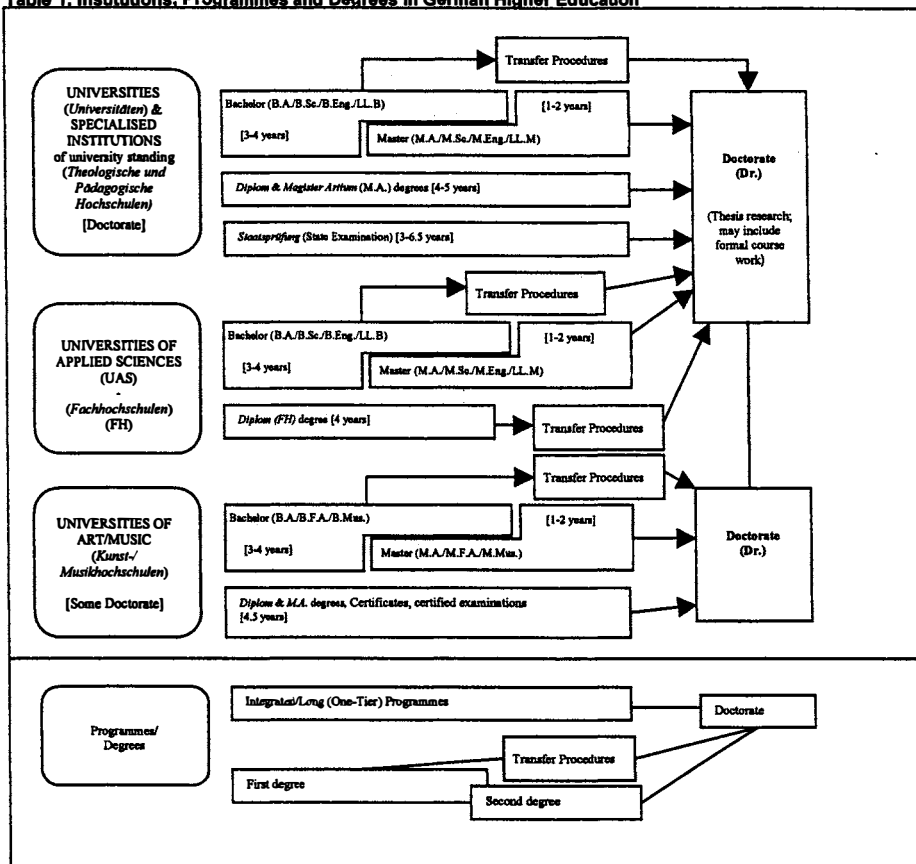 Table 1: Institutions, Programmes and Degrees in German Higher Education
Transfer Procedures
UNIVERSITIES
(Universitäten) &
SPECIALISED
INSTITUTIONS
of university standing
(Theologische und
Pädagogische
Hochschulen)
[Doctorate]
Bachelor (B.A./B.Sc./B.Eng./LL.B)
[3-4 years]
[1-2 years]
Master (M.A./M.Sc./M.Eng./LL.M)
Diplom & Magister Artium (M.A.) degrees [4-5 years]
Staatsprüfung (State Examination) [3-6.5 years]
Doctorate
(Dr.)
(Thesis research;
may include
formal course
work)
Transfer Procedures
UNIVERSITIES OF
APPLIED SCIENCES
(UAS)
-
(Fachhochschulen)
(FH)
Bachelor (B.A./B.Sc./B.Eng./LL.B)
[3-4 years]
[1-2 years]
Master (M.A./M.Sc./M.Eng./LL.M)
Diplom (FH) degree [4 years]
Transfer Procedures
Transfer Procedures
UNIVERSITIES OF
ART/MUSIC
(Kunst-/
Musikhochschulen)
[Some Doctorate]
Bachelor (B.A./B.F.A./B.Mus.)
[3-4 years]
[1-2 years]
Master (M.A./M.F.A./M.Mus.)
Diplom & M.A. degrees, Certificates, certified examinations
[4.5 years]
Doctorate
(Dr.)
Programmes/
Degrees
Integrated/Long (One-Tier) Programmes
Doctorate
Transfer Procedures
First degree
Second degree